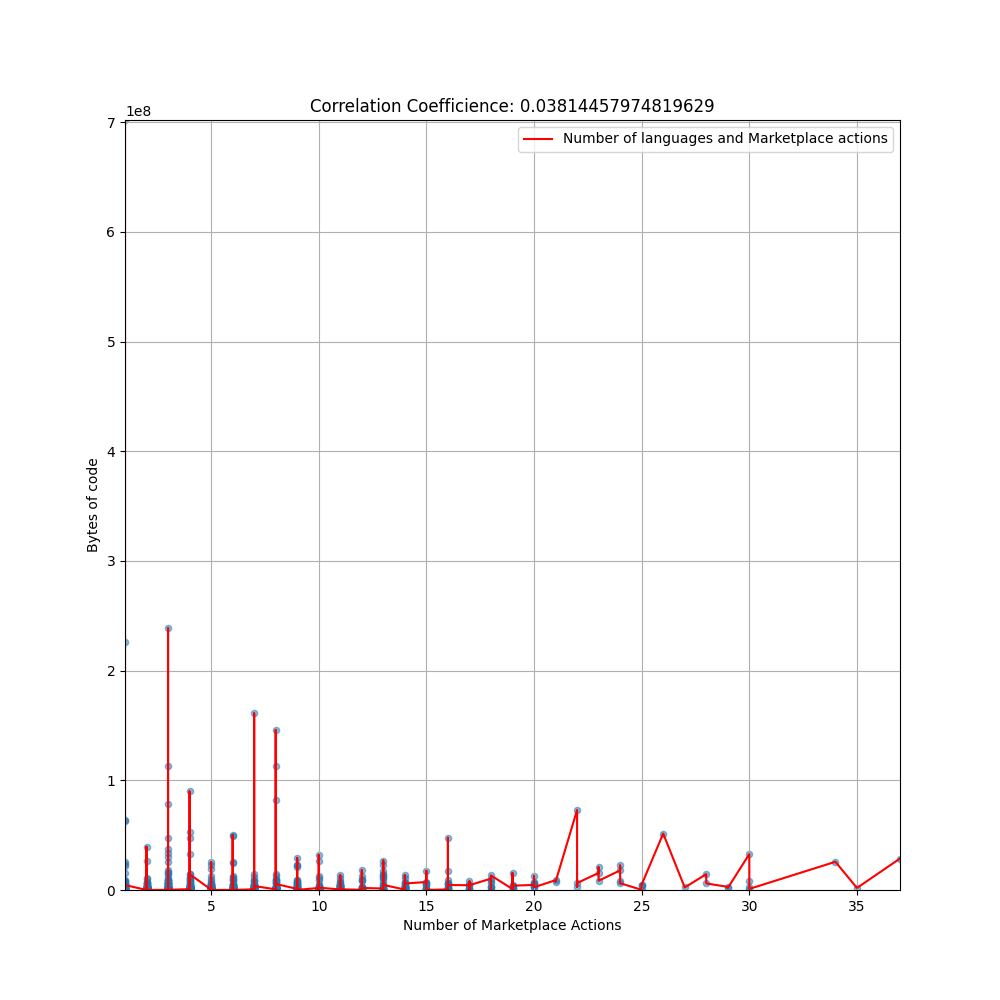 Correlation Coefficience: 0.03814457974819629
1e8
Number of languages and Marketplace actions
7
6
5
4
3
2
1
0
Bytes of code
5 10 15 20 25 30 35
Number of Marketplace Actions